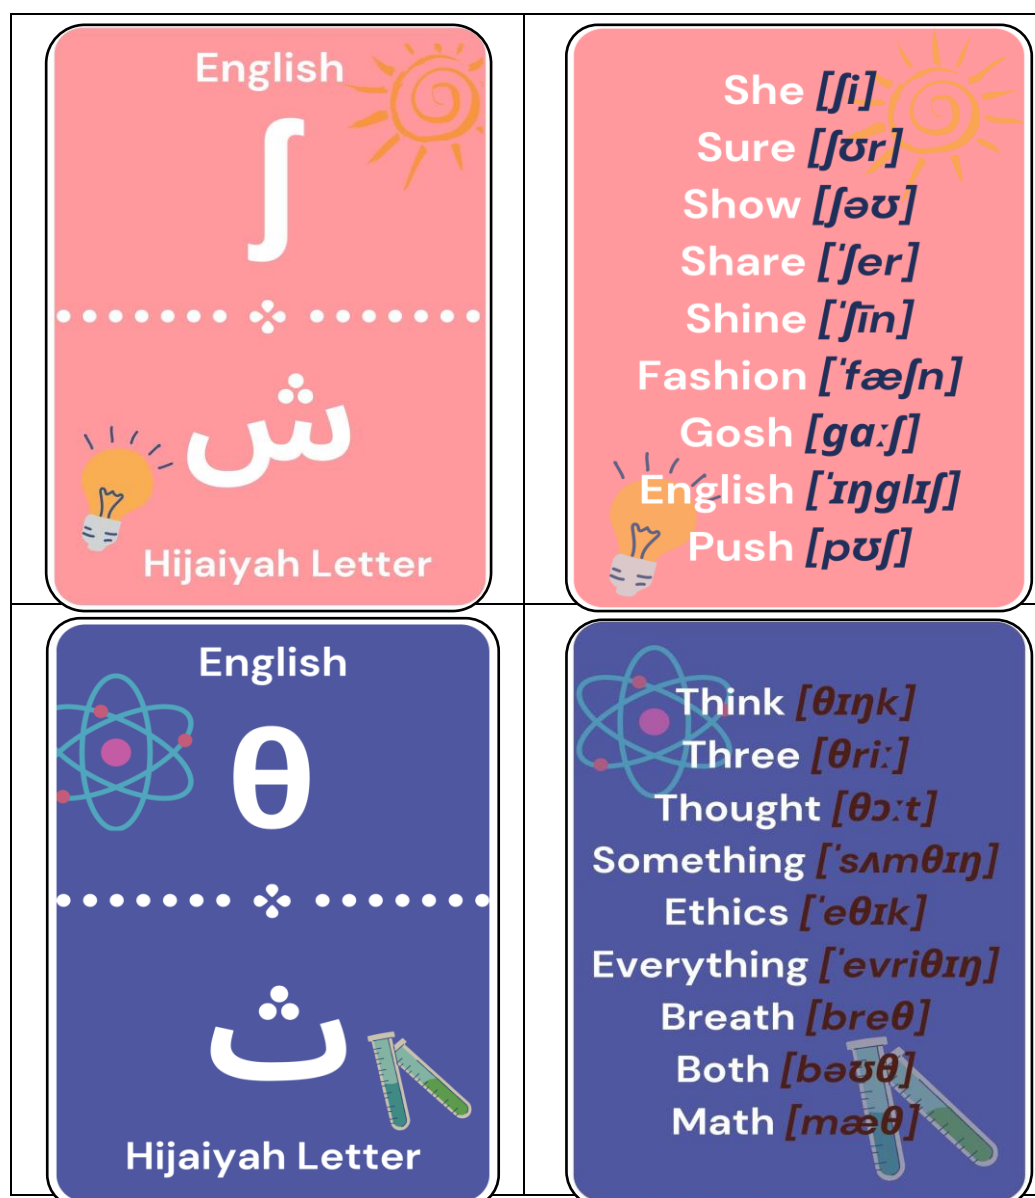 English
ʃ
ش
Hijaiyah Letter
She [ʃi]
Sure [ʃʊr]
Show [ʃəʊ]
Share [ˈʃer]
Shine [ˈʃīn]
Fashion [ˈfæʃn]
Gosh [ɡɑːʃ]
English [ˈɪŋɡlɪʃ]
Push [pʊʃ]
English
θ
ث
Hijaiyah Letter
Think [θɪŋk]
Three [θriː]
Thought [θɔːt]
Something [ˈsʌmθɪŋ]
Ethics [ˈeθɪk]
Everything [ˈevriθɪŋ]
Breath [breθ]
Both [bəʊθ]
Math [mæθ]